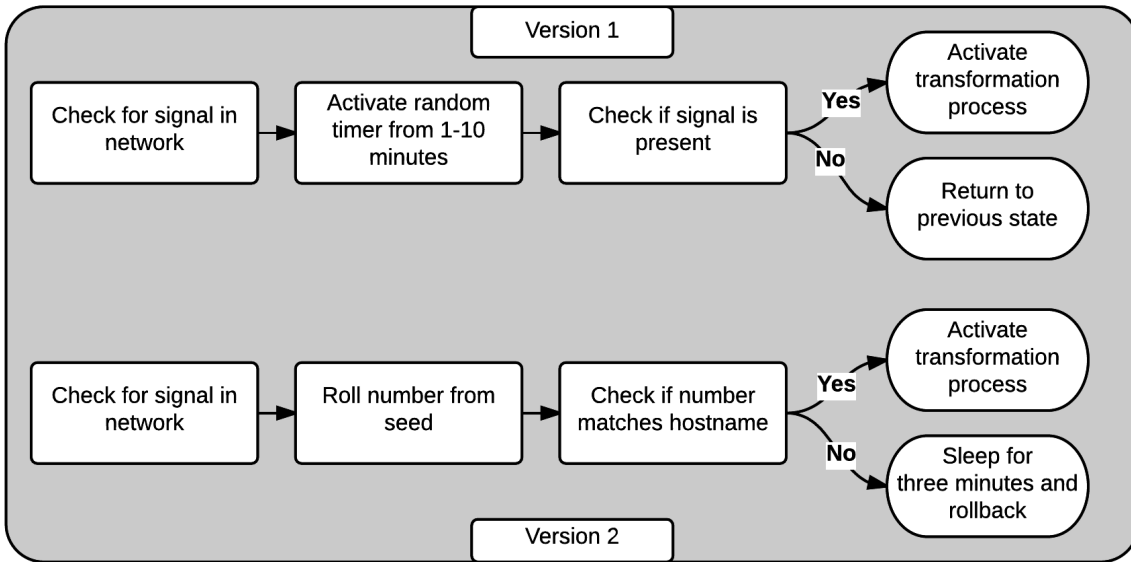 Version 1
Check for signal in
network
Activate random
timer from 1-10
minutes
Check if signal is
present
Yes
No
Activate
transformation
process
Return to
previous state
Check for signal in
network
Roll number from
seed
Check if number
matches hostname
Yes
No
Activate
transformation
process
Sleep for
three minutes and
rollback
Version 2